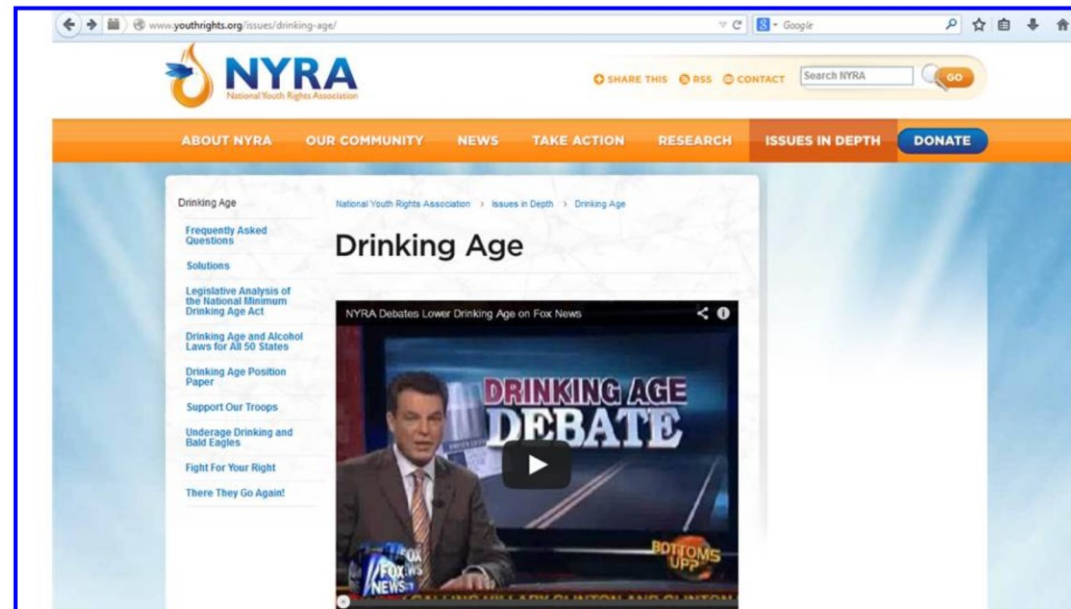 www.youthrights.org/issues/drinking-age/
Google
NYRA
National Youth Rights Association
SHARE THIS RSS CONTACT Search NYRA GO
ABOUT NYRA OUR COMMUNITY NEWS TAKE ACTION RESEARCH ISSUES IN DEPTH DONATE
Drinking Age
Frequently Asked
Questions
Solutions
Legislative Analysis of
the National Minimum
Drinking Age Act
Drinking Age and Alcohol
Laws for All 50 States
Drinking Age Position
Paper
Support Our Troops
Underage Drinking and
Bald Eagles
Fight For Your Right
There They Go Again!
National Youth Rights Association > Issues in Depth > Drinking Age
Drinking Age
NYRA Debates Lower Drinking Age on Fox News
DRINKING AGE
DEBATE
BOTTOMS
UP?
FOX
NEWS
CALLING HILLARY CLINTON AND CLINTON